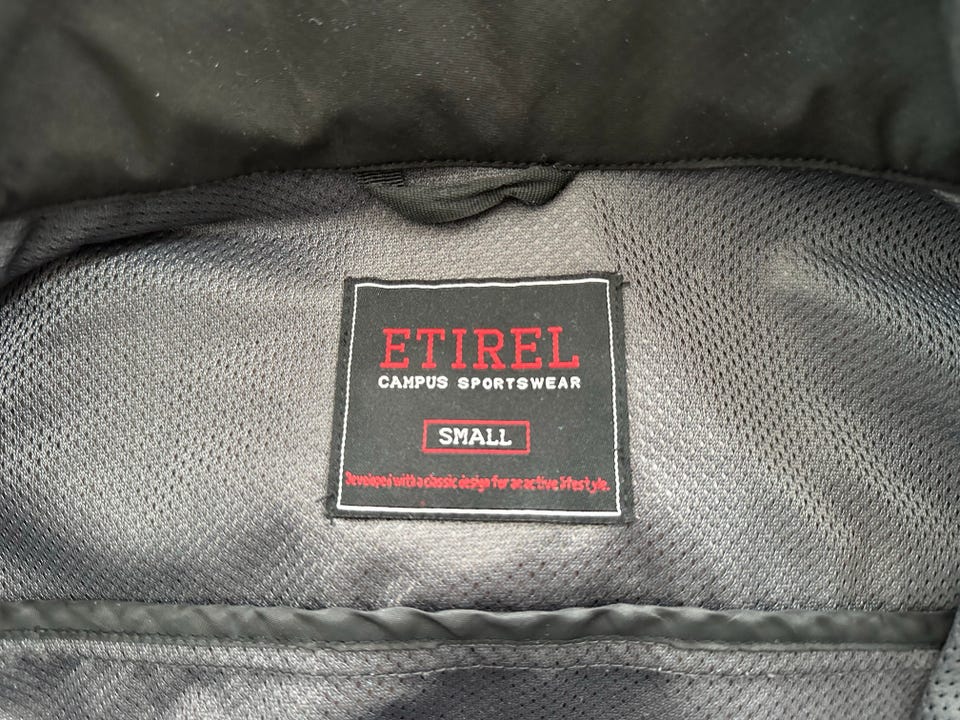 ETIREL
CAMPUS SPORTSWEAR
SMALL
Developed with a classic design for an active lifestyle.